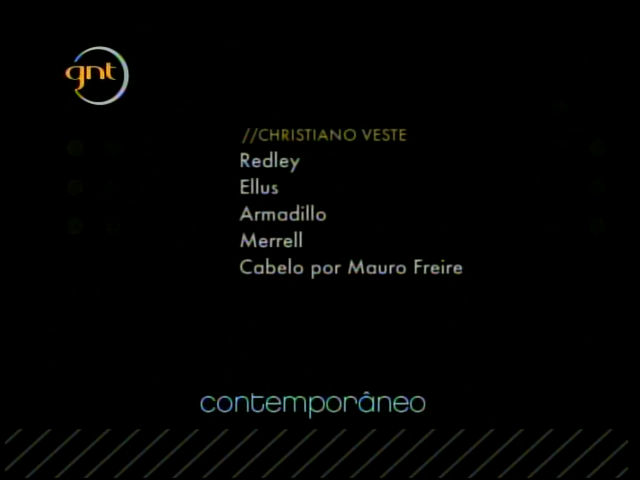 gnt
//CHRISTIANO VESTE
Redley
Ellus
Armadillo
Merrell
Cabelo por Mauro Freire
contemporâneo